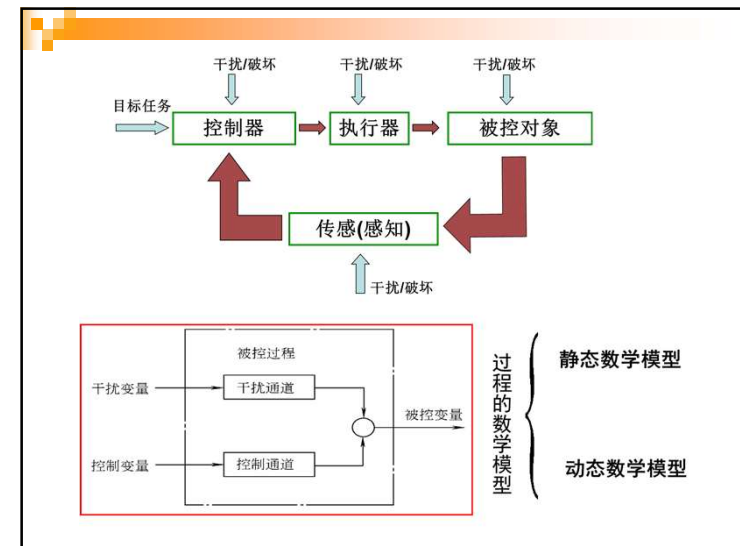 干扰/破坏
干扰/破坏
干扰/破坏
目标任务
控制器
执行器
被控对象
传感(感知)
干扰/破坏
被控过程
干扰变量
干扰通道
被控变量
控制变量
控制通道
过程的数学模型
静态数学模型
动态数学模型